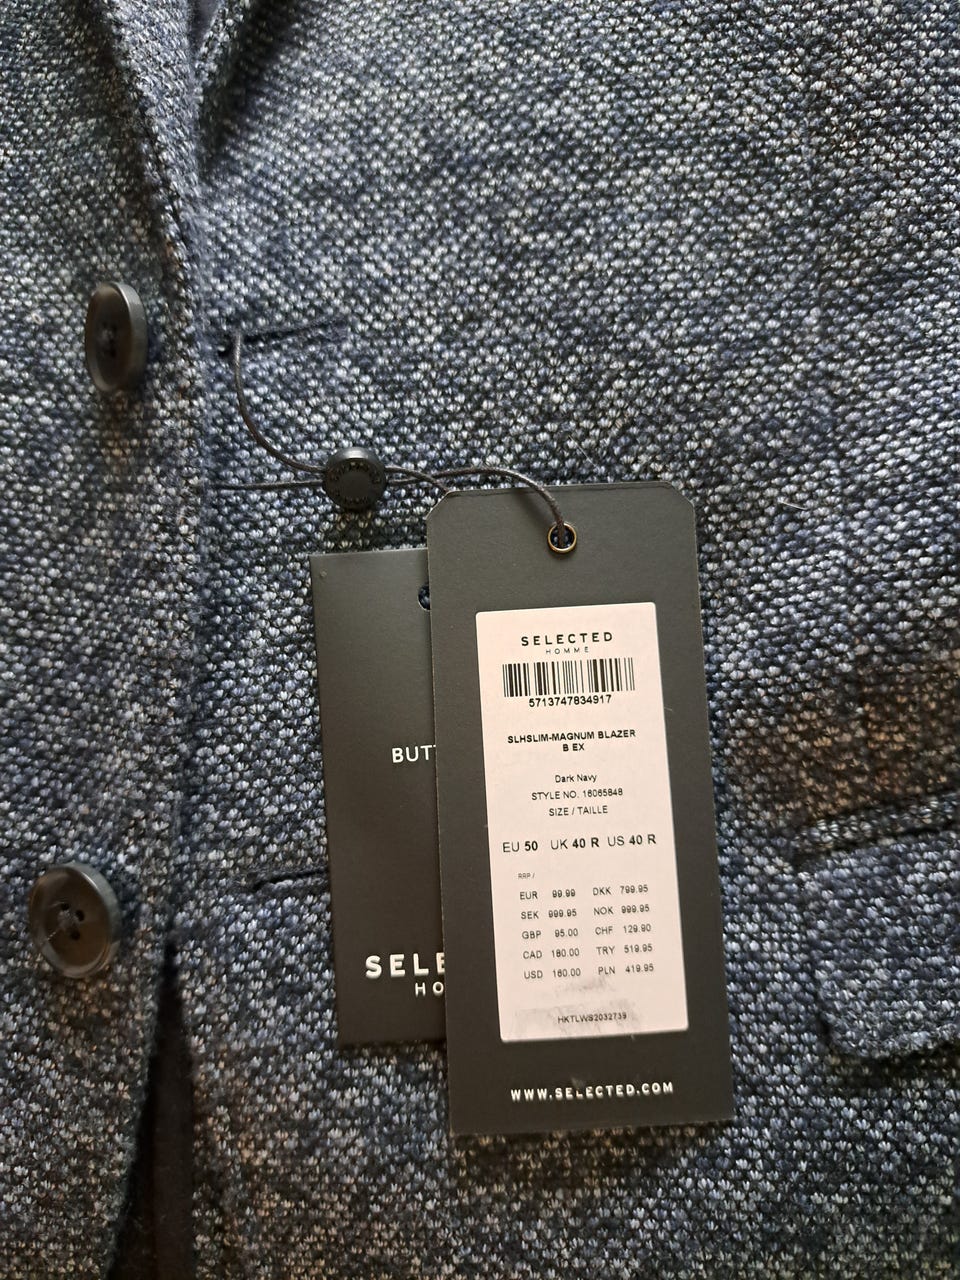 SELECTED
HOMME
5713747834917
SLHSLIM-MAGNUM BLAZER
B EX
Dark Navy
STYLE NO. 16065848
SIZE / TAILLE
EU 50 UK 40 R US 40 R
RRP /
EUR 99.99 DKK 799.95
SEK 999.95 NOK 999.95
GBP 95.00 CHF 129.90
CAD 180.00 TRY 519.95
USD 160.00 PLN 419.95
HKTLWS2032739
WWW.SELECTED.COM
BUTT
SELE
HO